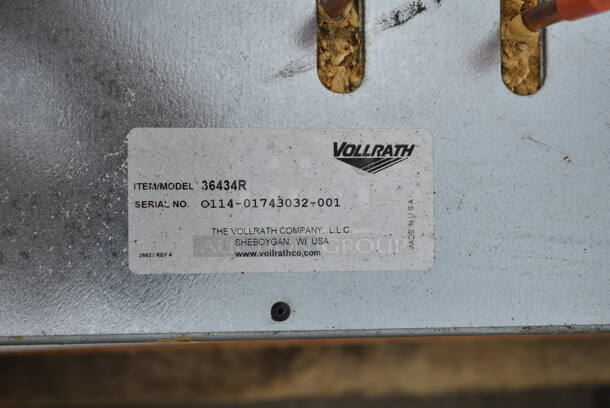 VOLLRATH
ITEM/MODEL 36434R
SERIAL NO. 0114-01743032-001
THE VOLLRATH COMPANY, L.L.C.
SHEBOYGAN, WI USA
www.vollrathco.com
REV 4
MADE IN U.S.A.